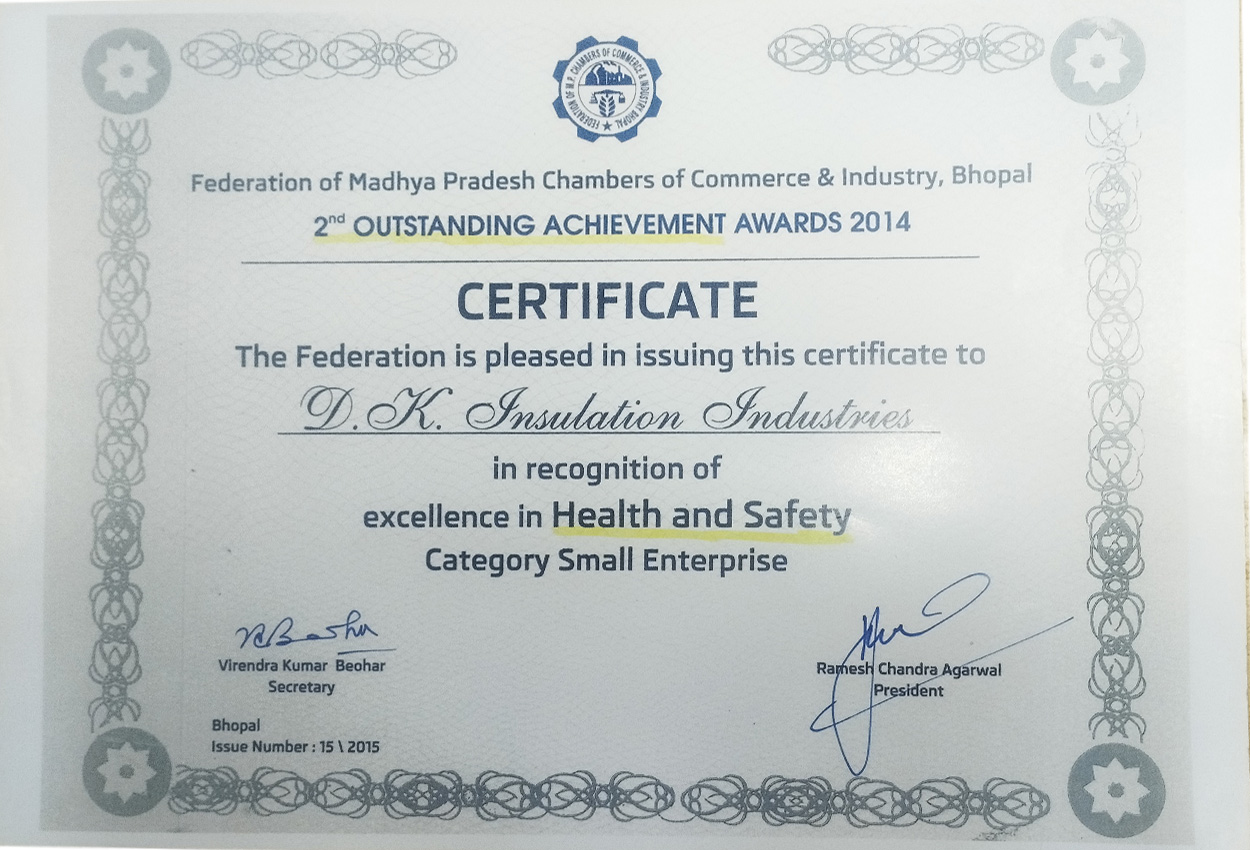 FEDERATION OF M.P. CHAMBERS OF COMMERCE & INDUSTRY BHOPAL
Federation of Madhya Pradesh Chambers of Commerce & Industry, Bhopal
2nd OUTSTANDING ACHIEVEMENT AWARDS 2014
CERTIFICATE
The Federation is pleased in issuing this certificate to
D. K. Insulation Industries
in recognition of
excellence in Health and Safety
Category Small Enterprise
Virendra Kumar Beohar
Secretary
Ramesh Chandra Agarwal
President
Bhopal
Issue Number : 15 \ 2015